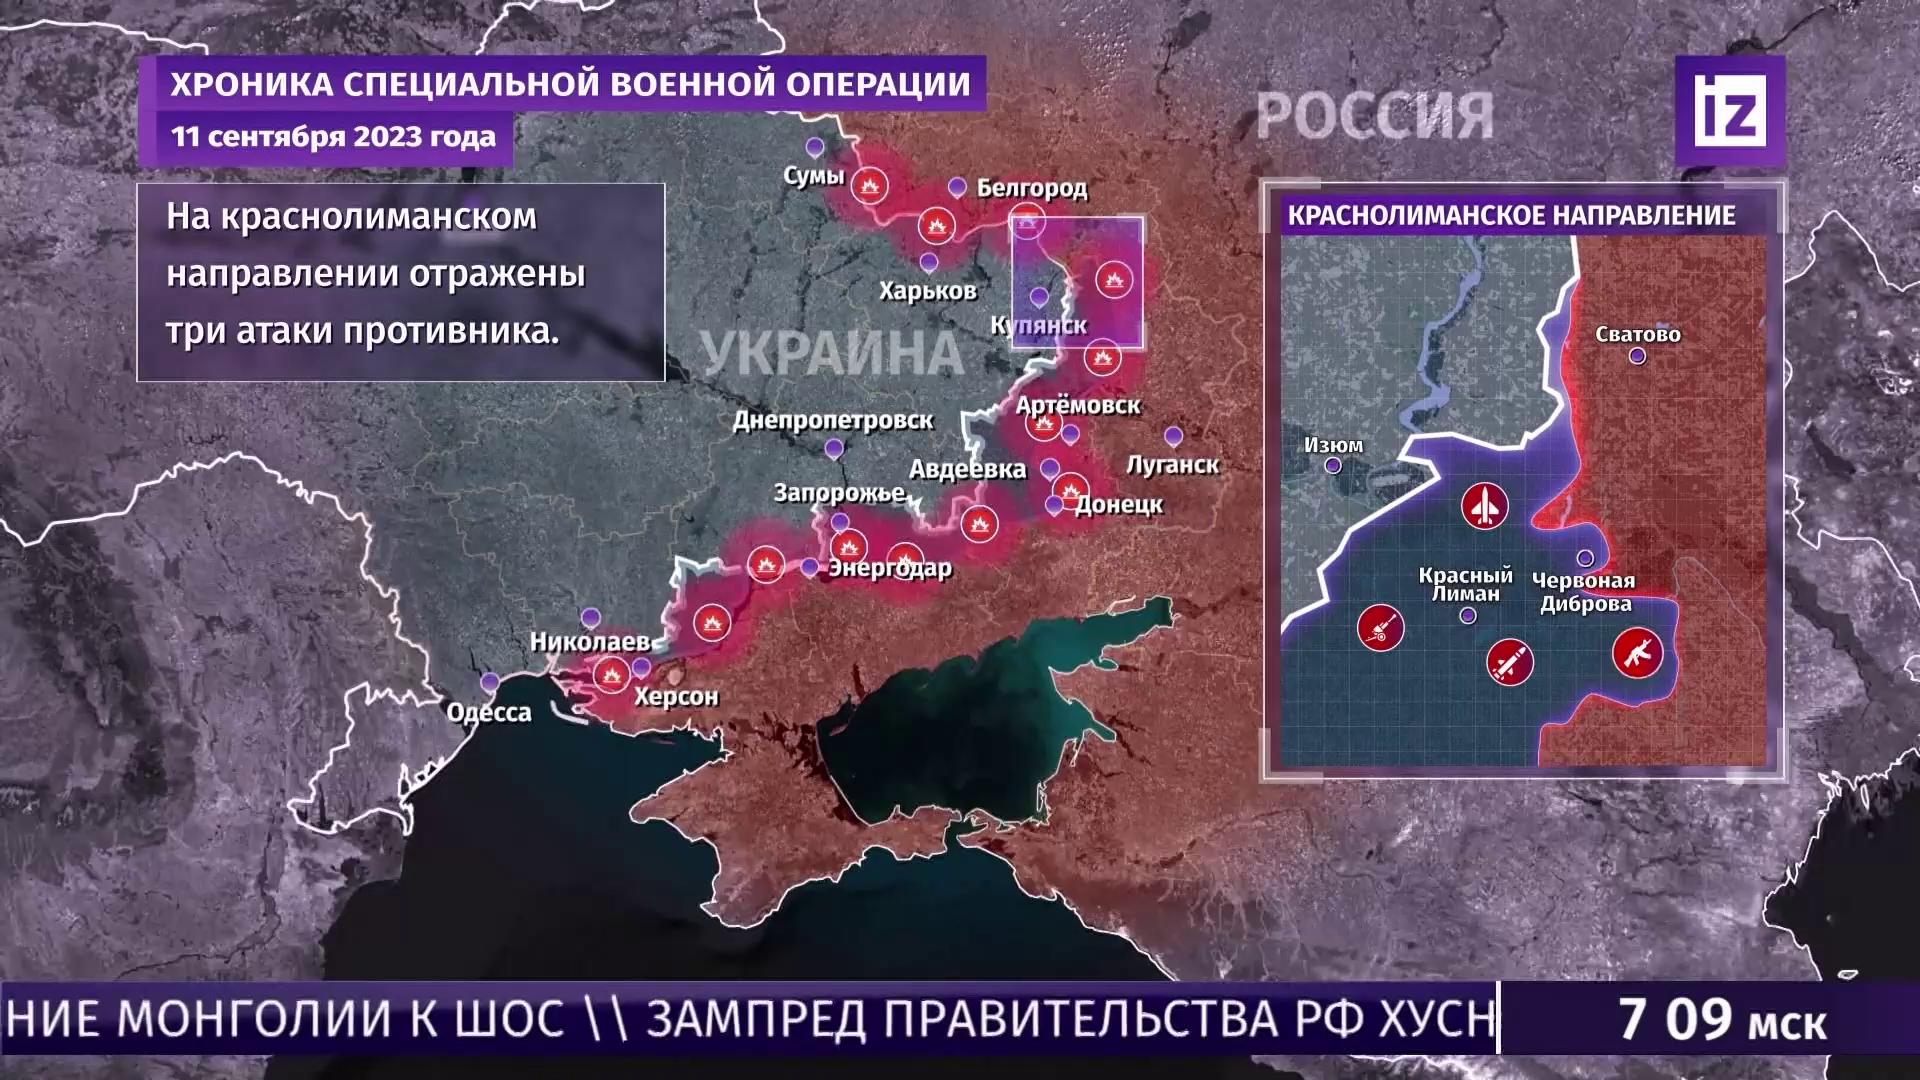 ХРОНИКА СПЕЦИАЛЬНОЙ ВОЕННОЙ ОПЕРАЦИИ
11 сентября 2023 года
На краснолиманском
направлении отражены
три атаки противника.
РОССИЯ
iz
КРАСНОЛИМАНСКОЕ НАПРАВЛЕНИЕ
Сватово
Изюм
Красный
Лиман
Червоная
Диброва
Сумы
Белгород
Харьков
Купянск
УКРАИНА
Артёмовск
Днепропетровск
Авдеевка
Луганск
Запорожье
Донецк
Энергодар
Николаев
Херсон
Одесса
НИЕ МОНГОЛИИ К ШОС \\ ЗАМПРЕД ПРАВИТЕЛЬСТВА РФ ХУСН
7 09 мск